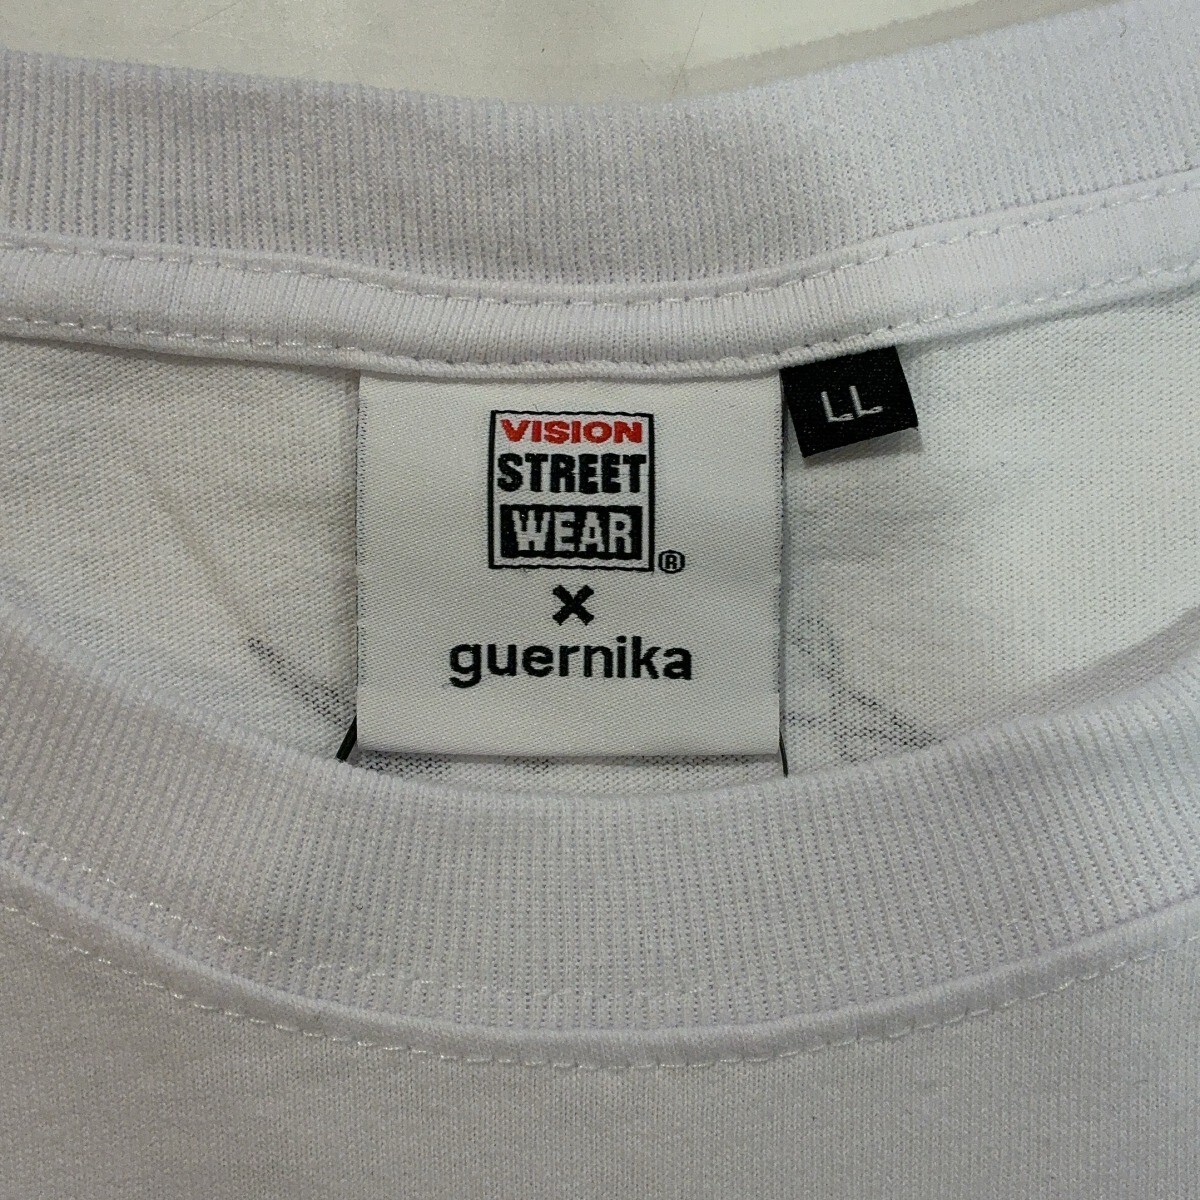 VISION
STREET
WEAR
®
×
guernika
LL